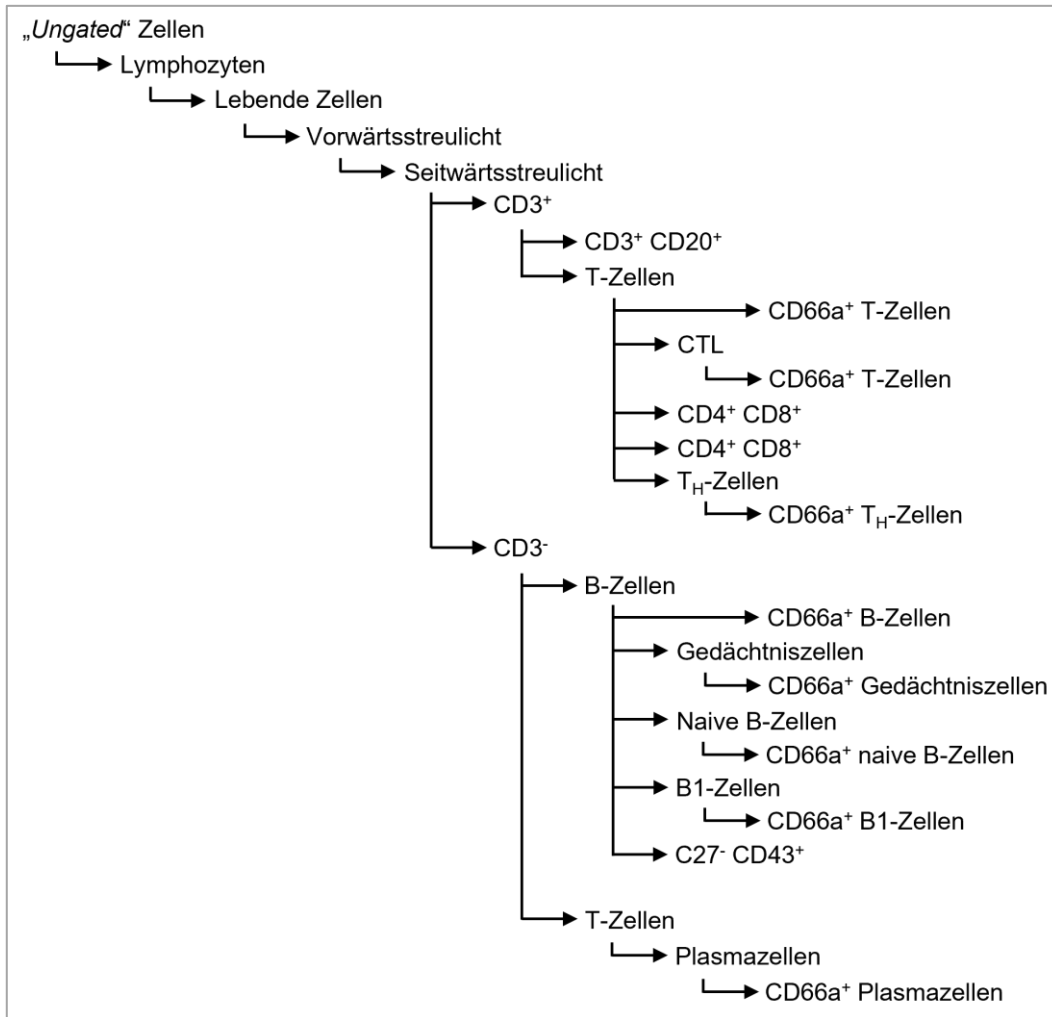 „Ungated“ Zellen
Lymphozyten
Lebende Zellen
Vorwärtsstreulicht
Seitwärtsstreulicht
CD3⁺
CD3⁺ CD20⁺
T-Zellen
CD66a⁺ T-Zellen
CTL
CD66a⁺ T-Zellen
CD4⁺ CD8⁺
CD4⁺ CD8⁺
T_H-Zellen
CD66a⁺ T_H-Zellen
CD3⁻
B-Zellen
CD66a⁺ B-Zellen
Gedächtniszellen
CD66a⁺ Gedächtniszellen
Naive B-Zellen
CD66a⁺ naive B-Zellen
B1-Zellen
CD66a⁺ B1-Zellen
C27⁻ CD43⁺
T-Zellen
Plasmazellen
CD66a⁺ Plasmazellen